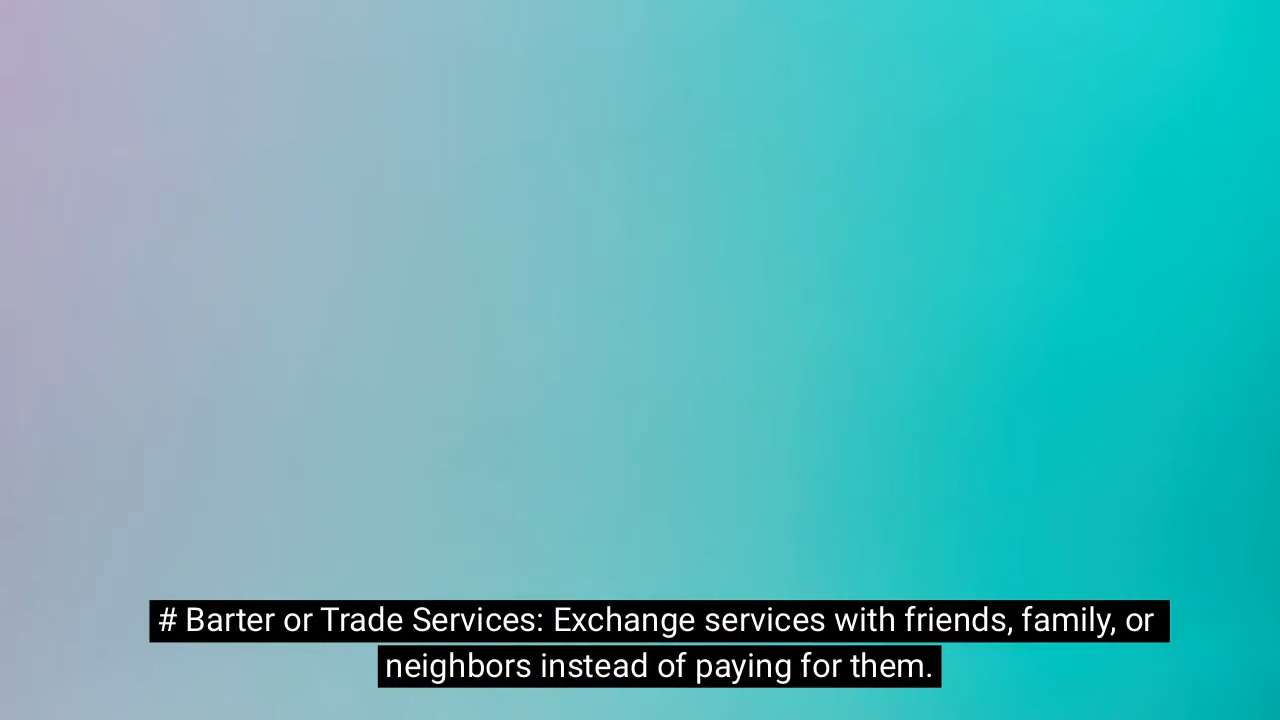 # Barter or Trade Services: Exchange services with friends, family, or
neighbors instead of paying for them.